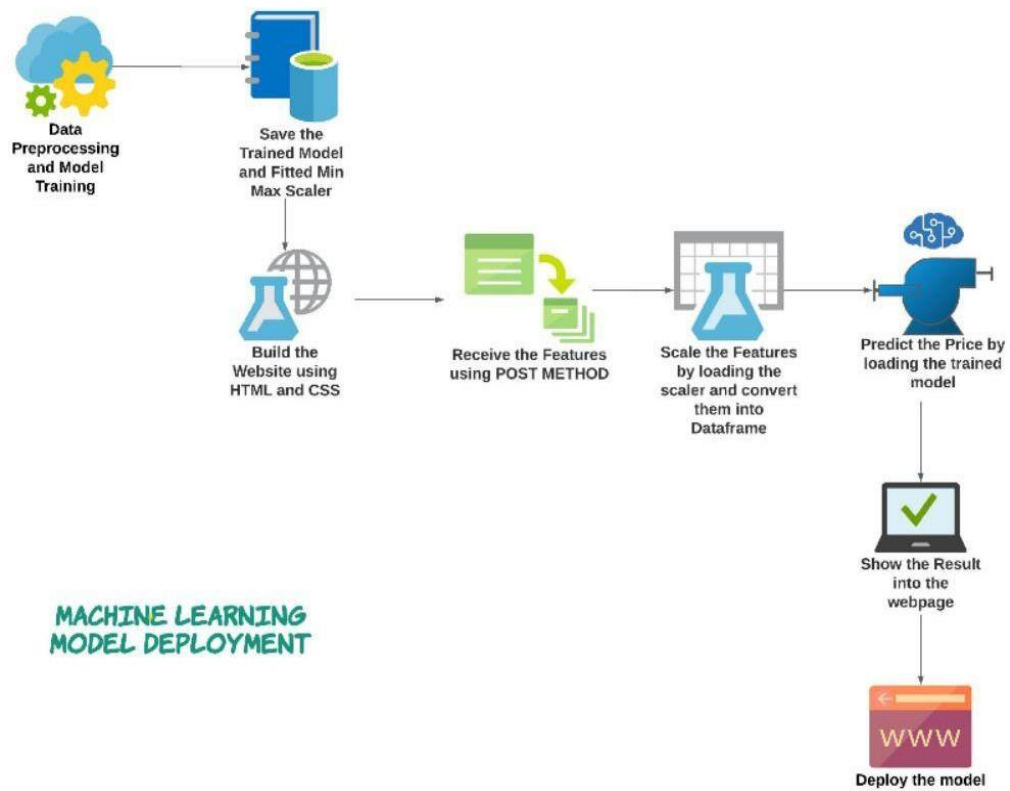 Data
Preprocessing
and Model
Training
Save the
Trained Model
and Fitted Min
Max Scaler
Build the
Website using
HTML and CSS
Receive the Features
using POST METHOD
Scale the Features
by loading the
scaler and convert
them into
Dataframe
Predict the Price by
loading the trained
model
Show the Result
into the
webpage
MACHINE LEARNING
MODEL DEPLOYMENT
WWW
Deploy the model